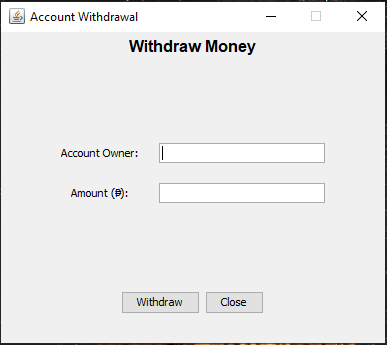 Account Withdrawal
Withdraw Money
Account Owner:
Amount (₱):
Withdraw Close